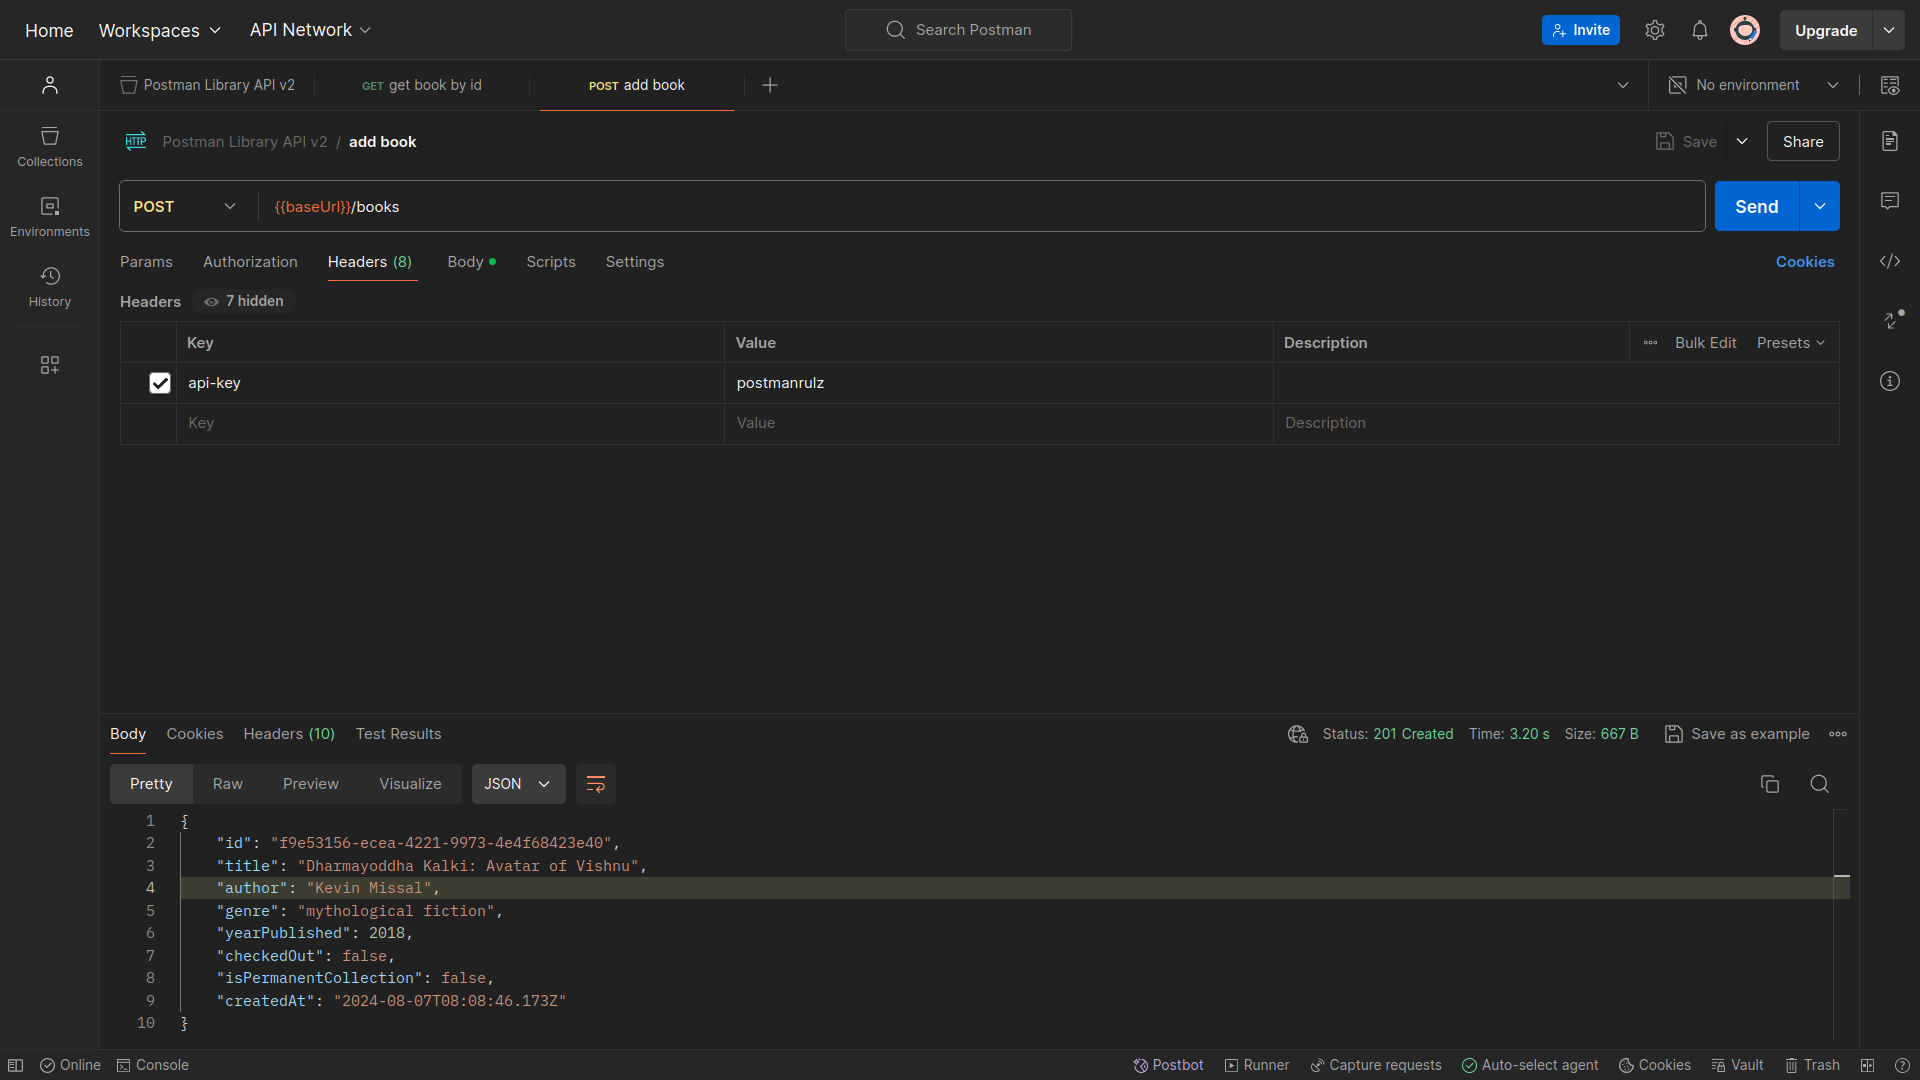 Home Workspaces API Network Search Postman Invite Upgrade
Postman Library API v2 GET get book by id POST add book No environment
HTTP Postman Library API v2 / add book Save Share
Collections
Environments
History
POST {{baseUrl}}/books Send
Params Authorization Headers (8) Body Scripts Settings Cookies
Headers 7 hidden
Key Value Description Bulk Edit Presets
api-key postmanrulz
Key Value Description
Body Cookies Headers (10) Test Results Status: 201 Created Time: 3.20 s Size: 667 B Save as example
Pretty Raw Preview Visualize JSON
1 {
2 "id": "f9e53156-ecea-4221-9973-4e4f68423e40",
3 "title": "Dharmayoddha Kalki: Avatar of Vishnu",
4 "author": "Kevin Missal",
5 "genre": "mythological fiction",
6 "yearPublished": 2018,
7 "checkedOut": false,
8 "isPermanentCollection": false,
9 "createdAt": "2024-08-07T08:08:46.173Z"
10 }
Online Console Postbot Runner Capture requests Auto-select agent Cookies Vault Trash